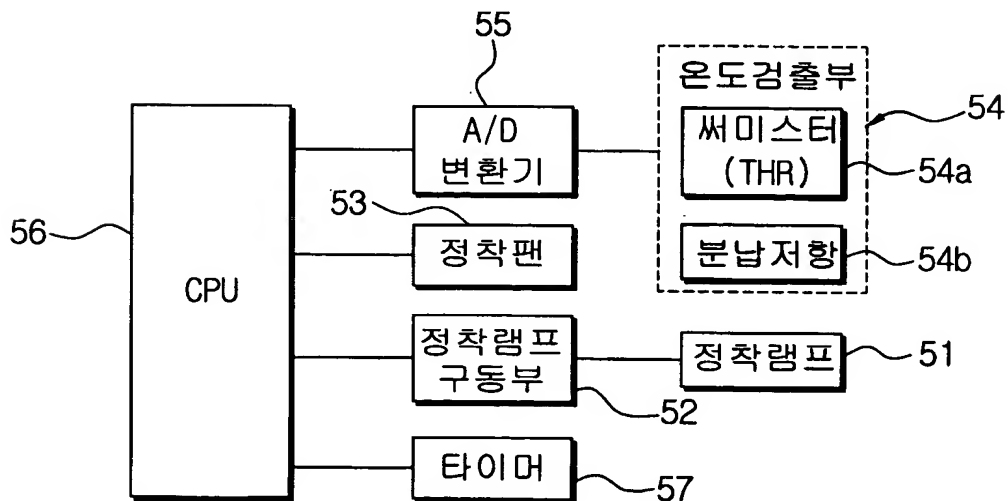 55
온도검출부
54
A/D
변환기
써미스터
(THR)
54a
53
56
정착팬
분납저항
54b
CPU
정착램프
구동부
52
정착램프
51
타이머
57